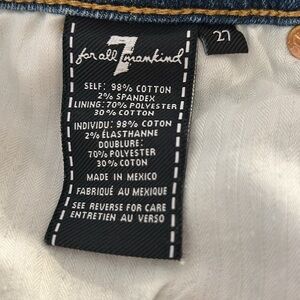 for all 7 mankind
27
SELF: 98% COTTON
2% SPANDEX
LINING: 70% POLYESTER
30% COTTON
INDIVIDU: 98% COTON
2% ÉLASTHANNE
DOUBLURE:
70% POLYESTER
30% COTON
MADE IN MEXICO
FABRIQUÉ AU MEXIQUE
SEE REVERSE FOR CARE
ENTRETIEN AU VERSO